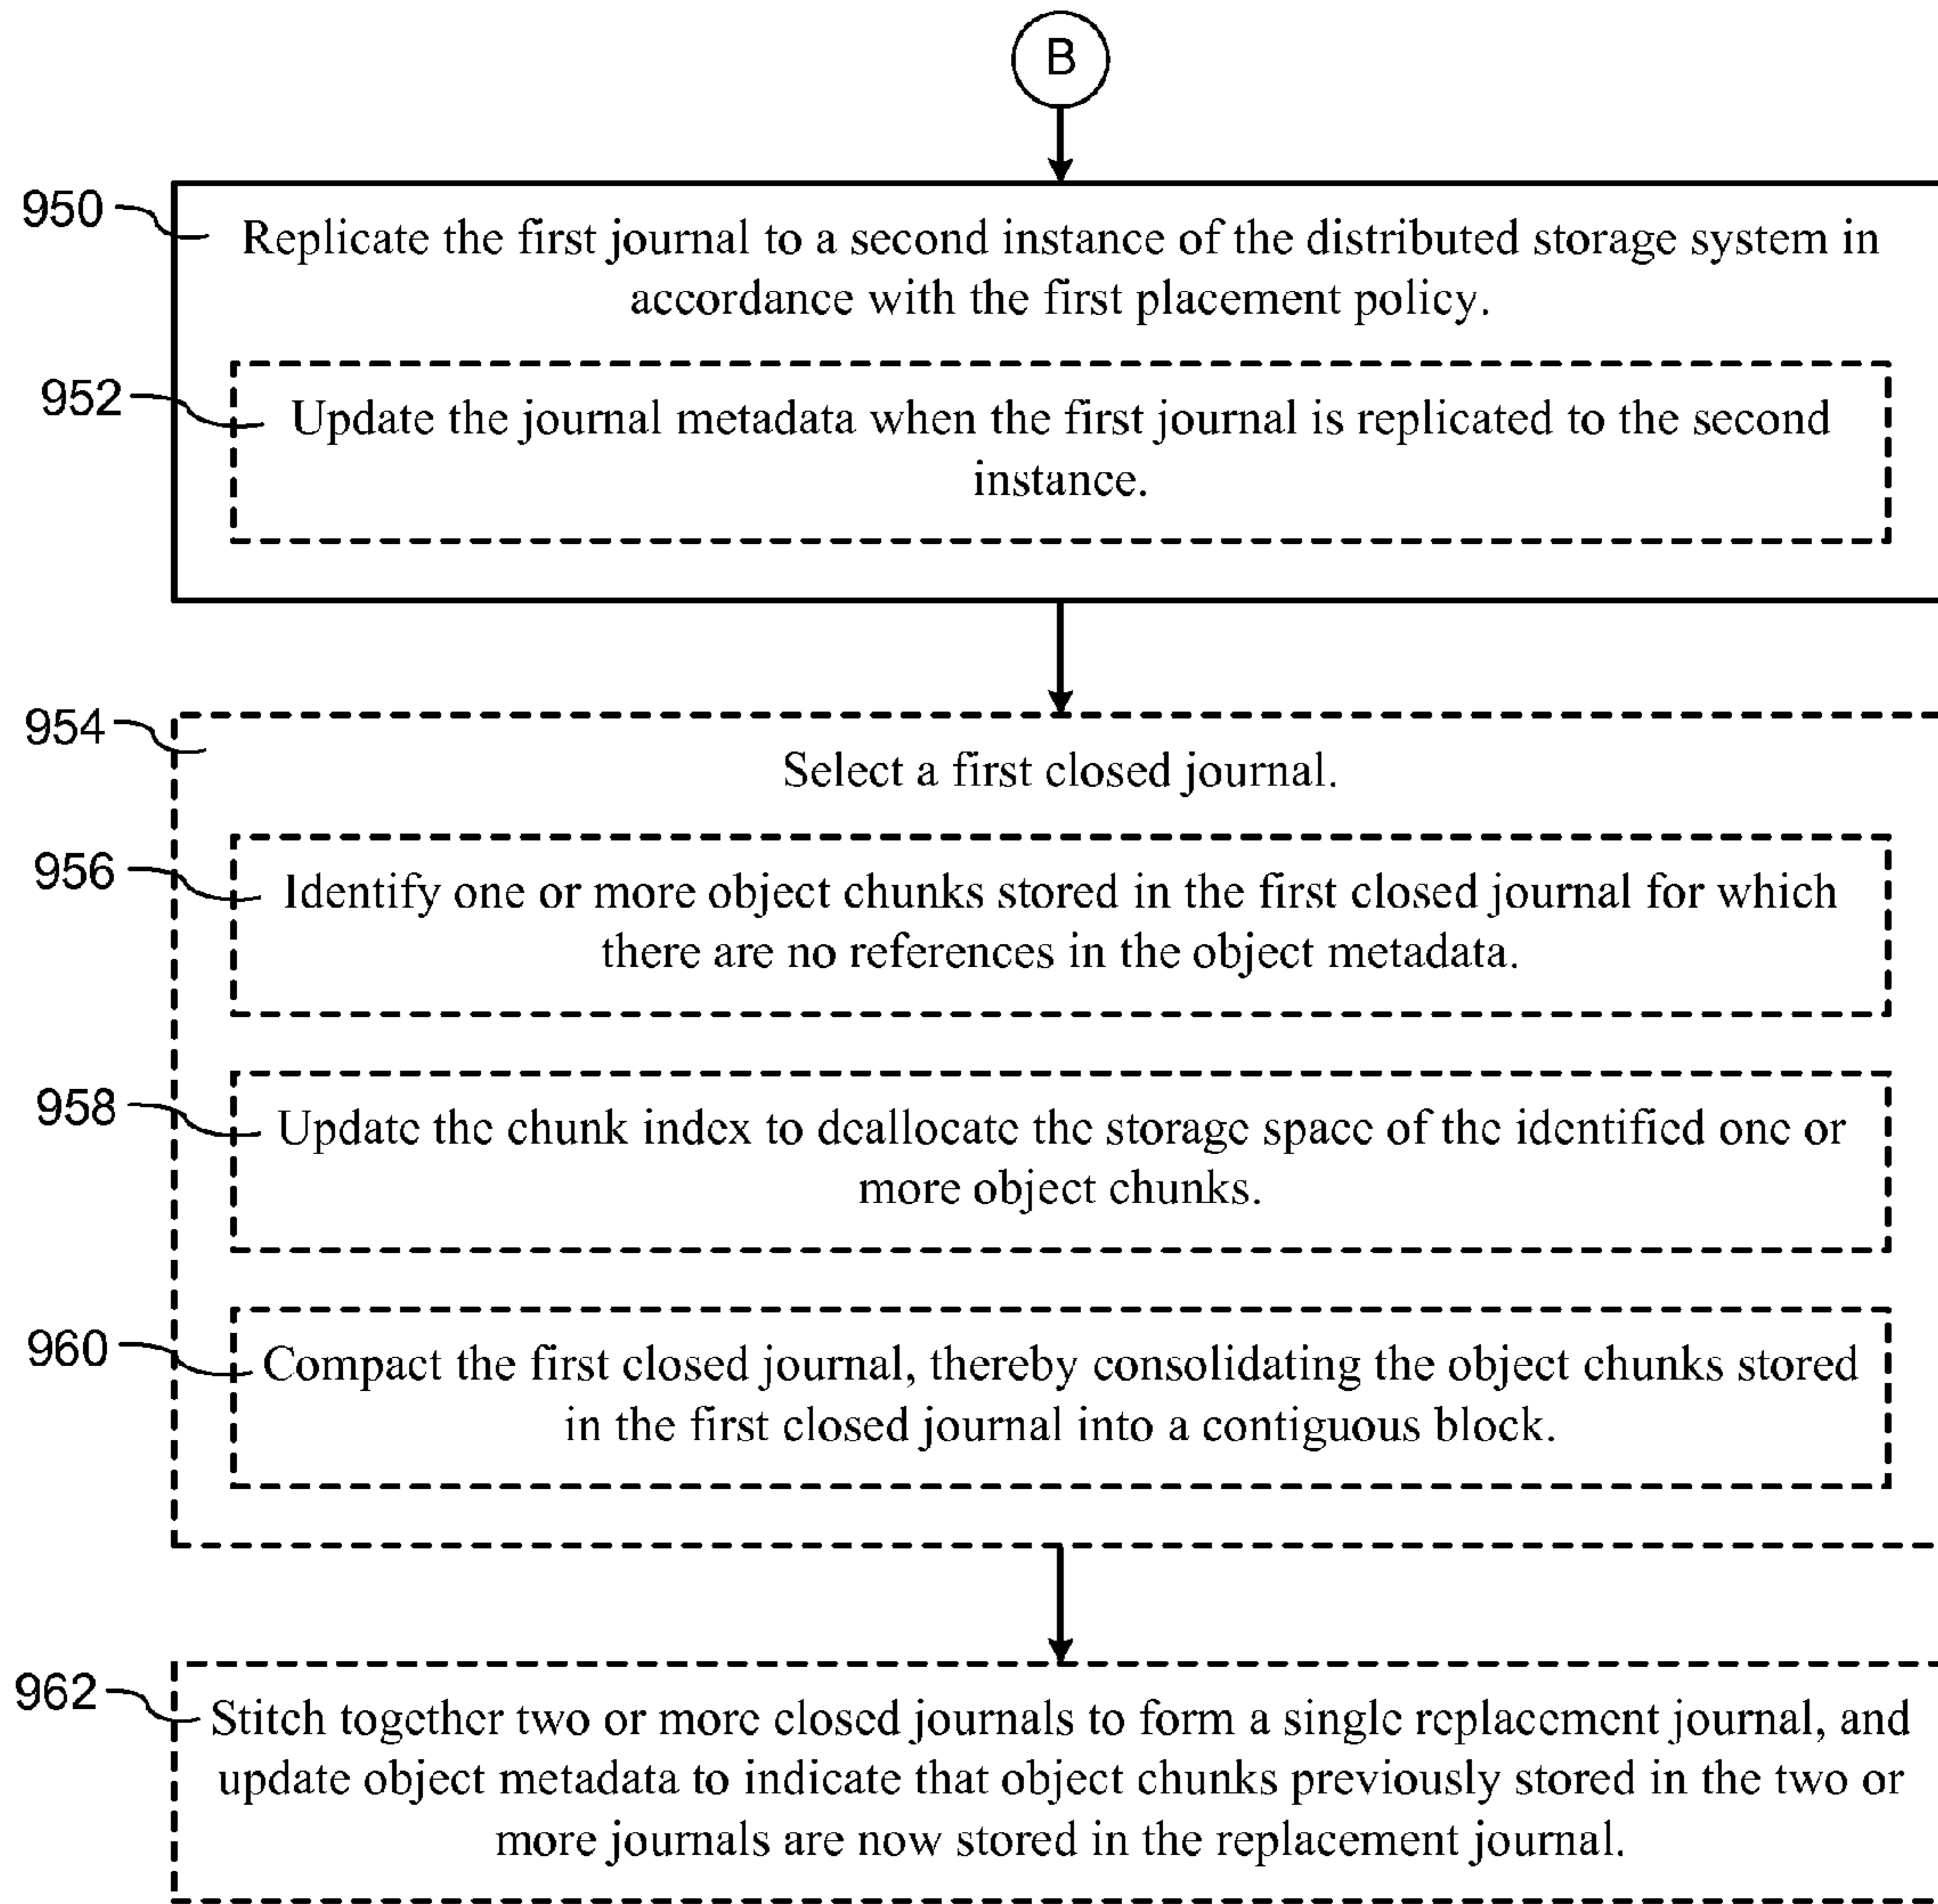 B
950
Replicate the first journal to a second instance of the distributed storage system in
accordance with the first placement policy.
952
Update the journal metadata when the first journal is replicated to the second
instance.
954
Select a first closed journal.
956
Identify one or more object chunks stored in the first closed journal for which
there are no references in the object metadata.
958
Update the chunk index to deallocate the storage space of the identified one or
more object chunks.
960
Compact the first closed journal, thereby consolidating the object chunks stored
in the first closed journal into a contiguous block.
962
Stitch together two or more closed journals to form a single replacement journal, and
update object metadata to indicate that object chunks previously stored in the two or
more journals are now stored in the replacement journal.